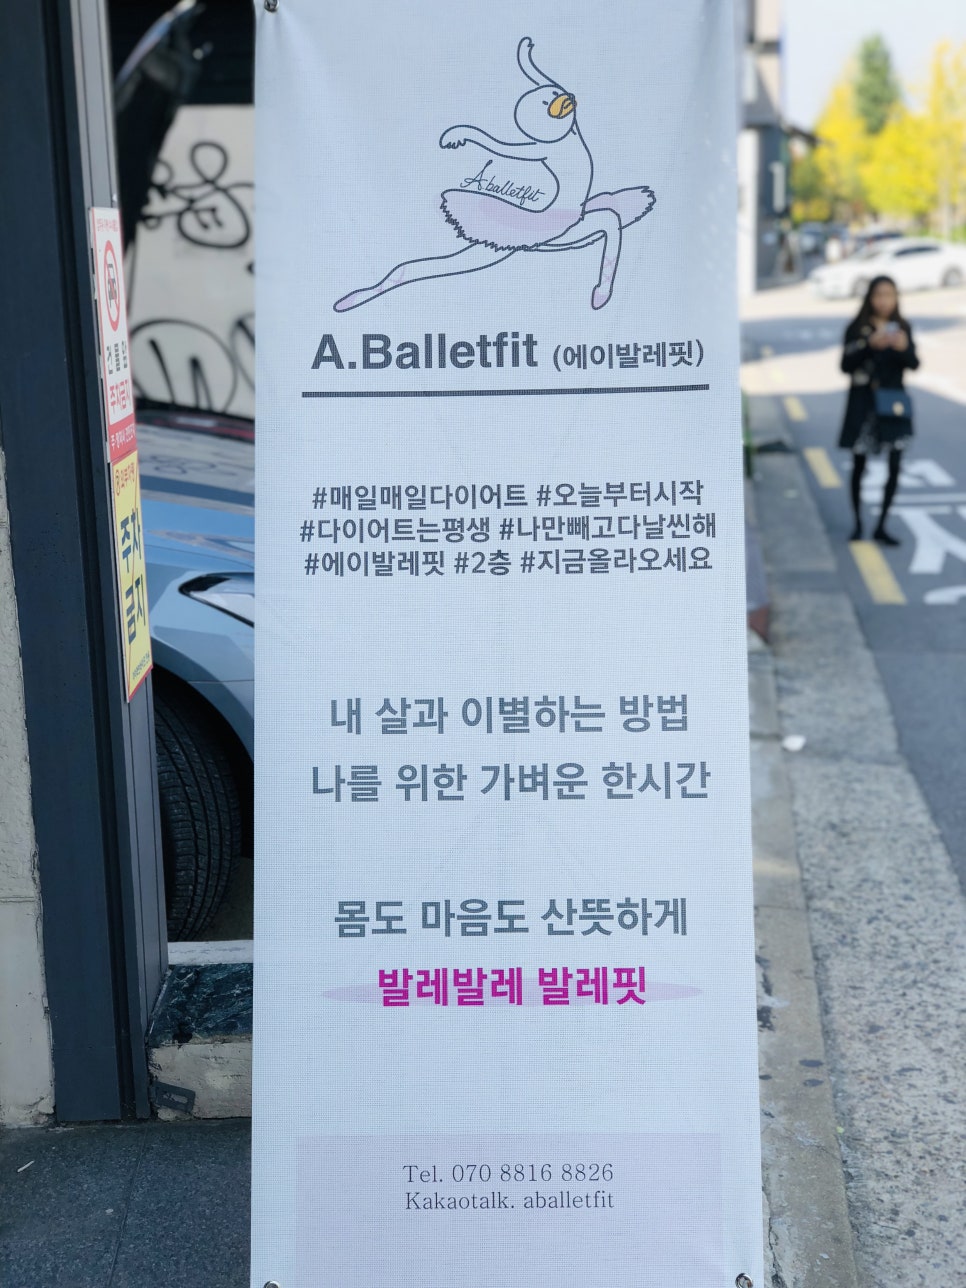 Aballetfit
A.Balletfit (에이발레핏)
#매일매일다이어트 #오늘부터시작
#다이어트는평생 #나만빼고다날씬해
#에이발레핏 #2층 #지금올라오세요
내 살과 이별하는 방법
나를 위한 가벼운 한시간
몸도 마음도 산뜻하게
발레발레 발레핏
Tel. 070 8816 8826
Kakaotalk. aballetfit
주차금지
주차
금지